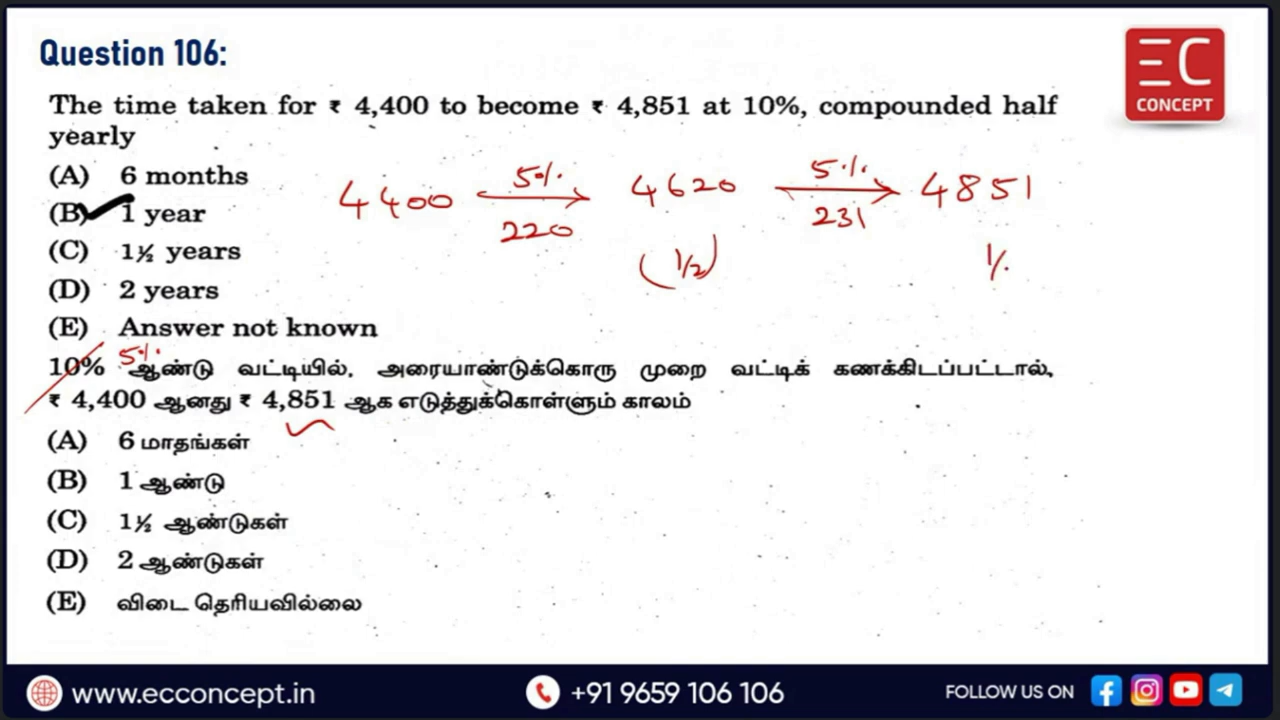 Question 106:
EC
CONCEPT
The time taken for ₹ 4,400 to become ₹ 4,851 at 10%, compounded half
yearly
(A) 6 months
(B) 1 year
(C) 1½ years
(D) 2 years
(E) Answer not known
4400 5% 220 4620 5% 231 4851
(1/2) 1/.
5%
10% ஆண்டு வட்டியில், அரையாண்டுக்கொரு முறை வட்டிக் கணக்கிடப்பட்டால்,
₹ 4,400 ஆனது ₹ 4,851 ஆக எடுத்துக்கொள்ளும் காலம்
(A) 6 மாதங்கள்
(B) 1 ஆண்டு
(C) 1½ ஆண்டுகள்
(D) 2 ஆண்டுகள்
(E) விடை தெரியவில்லை
www.ecconcept.in +91 9659 106 106 FOLLOW US ON